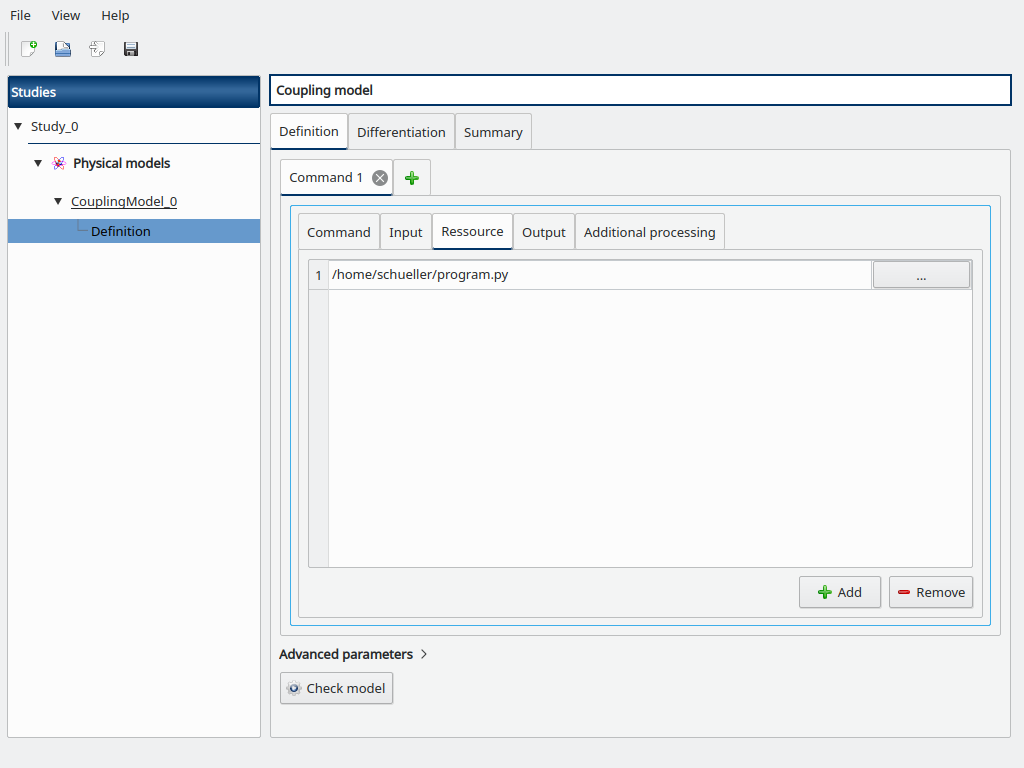 File View Help
Studies
Study_0
Physical models
CouplingModel_0
Definition
Coupling model
Definition Differentiation Summary
Command 1
Command Input Ressource Output Additional processing
1 /home/schueller/program.py ...
Add Remove
Advanced parameters
Check model